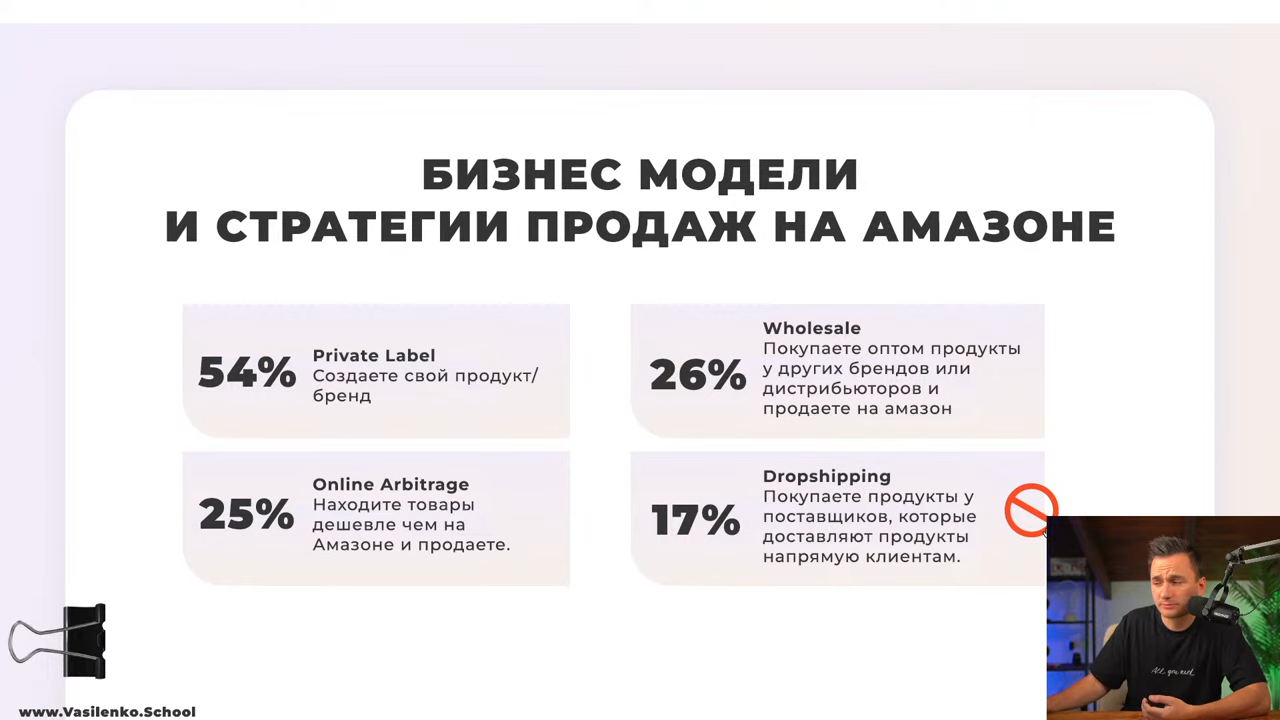 БИЗНЕС МОДЕЛИ
И СТРАТЕГИИ ПРОДАЖ НА АМАЗОНЕ
54%
Private Label
Создаете свой продукт/
бренд
26%
Wholesale
Покупаете оптом продукты
у других брендов или
дистрибьюторов и
продаете на амазон
25%
Online Arbitrage
Находите товары
дешевле чем на
Амазоне и продаете.
17%
Dropshipping
Покупаете продукты у
поставщиков, которые
доставляют продукты
напрямую клиентам.
www.Vasilenko.School